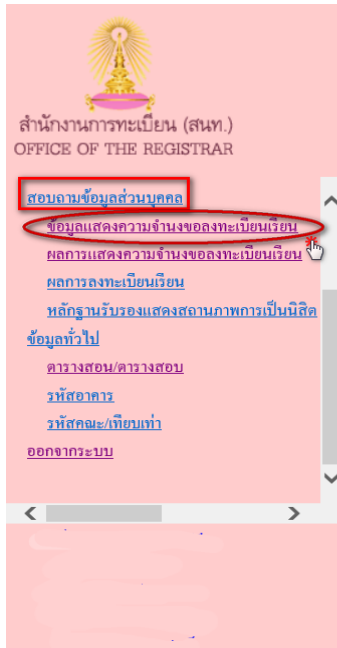 สำนักงานการทะเบียน (สนท.)
OFFICE OF THE REGISTRAR
สอบถามข้อมูลส่วนบุคคล
ข้อมูลแสดงความจำนงขอลงทะเบียนเรียน
ผลการแสดงความจำนงขอลงทะเบียนเรียน
ผลการลงทะเบียนเรียน
หลักฐานรับรองแสดงสถานภาพการเป็นนิสิต
ข้อมูลทั่วไป
ตารางสอน/ตารางสอบ
รหัสอาคาร
รหัสคณะ/เทียบเท่า
ออกจากระบบ